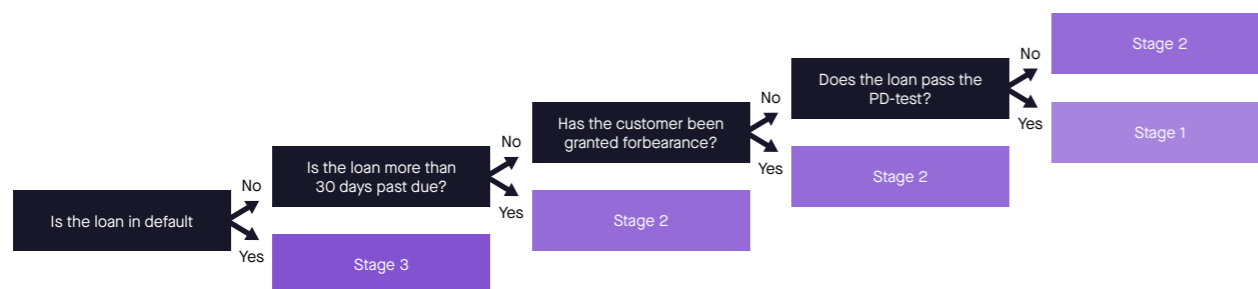 Is the loan in default
No
Yes
Stage 3
Is the loan more than
30 days past due?
No
Yes
Stage 2
Has the customer been
granted forbearance?
No
Yes
Stage 2
Does the loan pass the
PD-test?
No
Yes
Stage 2
Stage 1